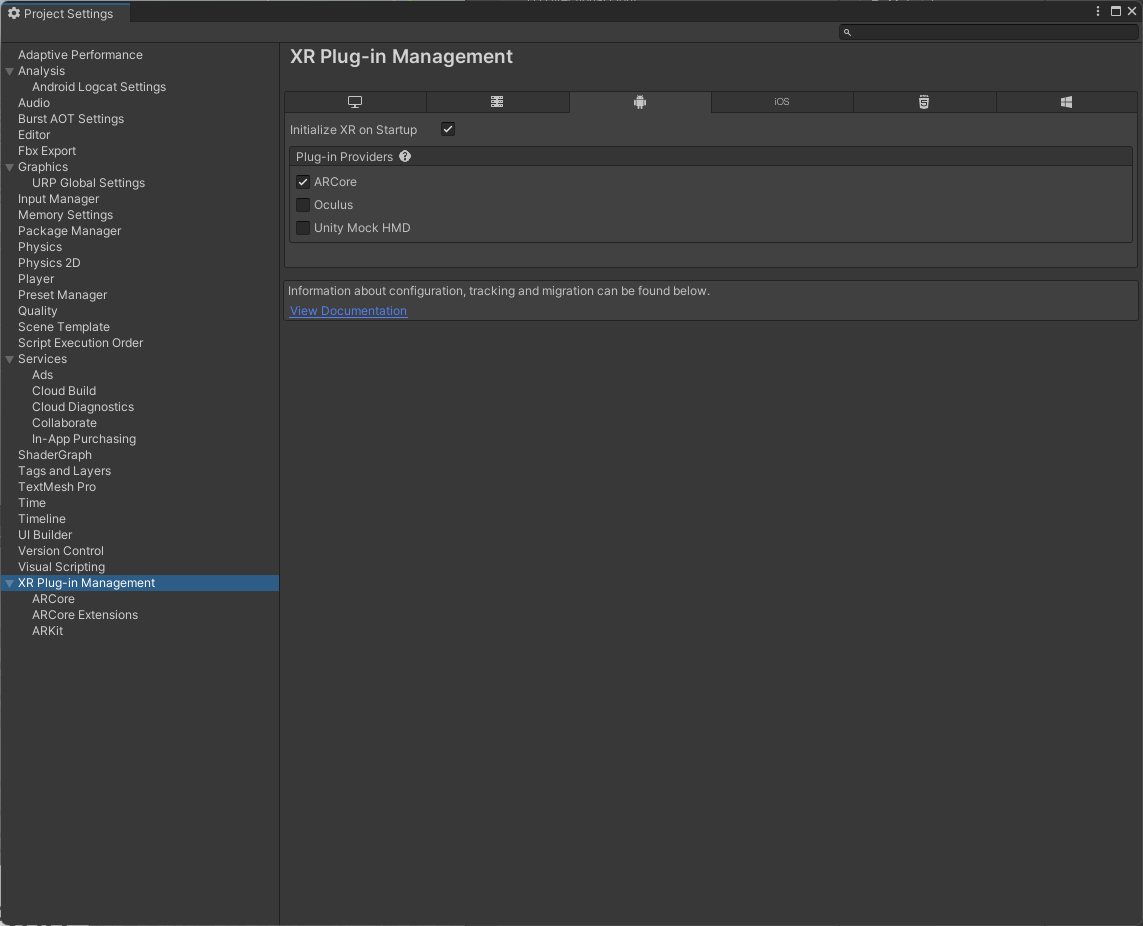 Project Settings
Adaptive Performance
Analysis
Android Logcat Settings
Audio
Burst AOT Settings
Editor
Fbx Export
Graphics
URP Global Settings
Input Manager
Memory Settings
Package Manager
Physics
Physics 2D
Player
Preset Manager
Quality
Scene Template
Script Execution Order
Services
Ads
Cloud Build
Cloud Diagnostics
Collaborate
In-App Purchasing
ShaderGraph
Tags and Layers
TextMesh Pro
Time
Timeline
UI Builder
Version Control
Visual Scripting
XR Plug-in Management
ARCore
ARCore Extensions
ARKit
XR Plug-in Management
iOS
Initialize XR on Startup
Plug-in Providers
ARCore
Oculus
Unity Mock HMD
Information about configuration, tracking and migration can be found below.
View Documentation